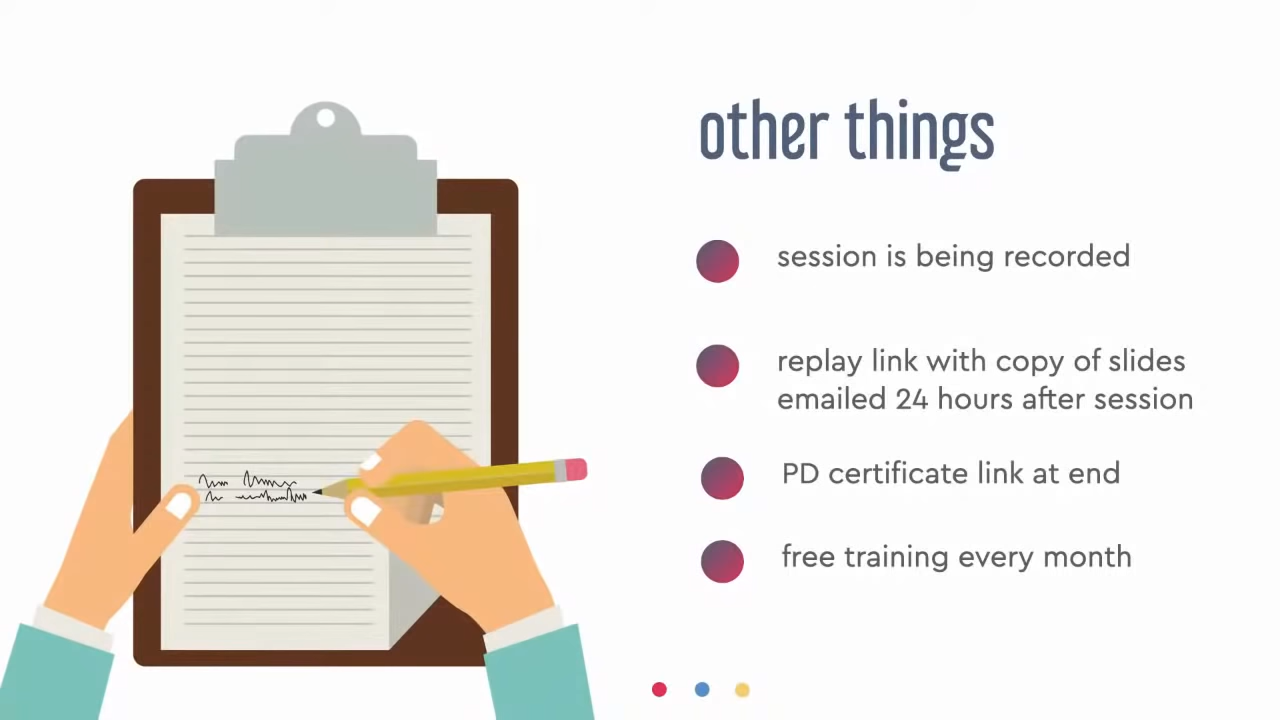 other things
session is being recorded
replay link with copy of slides
emailed 24 hours after session
PD certificate link at end
free training every month